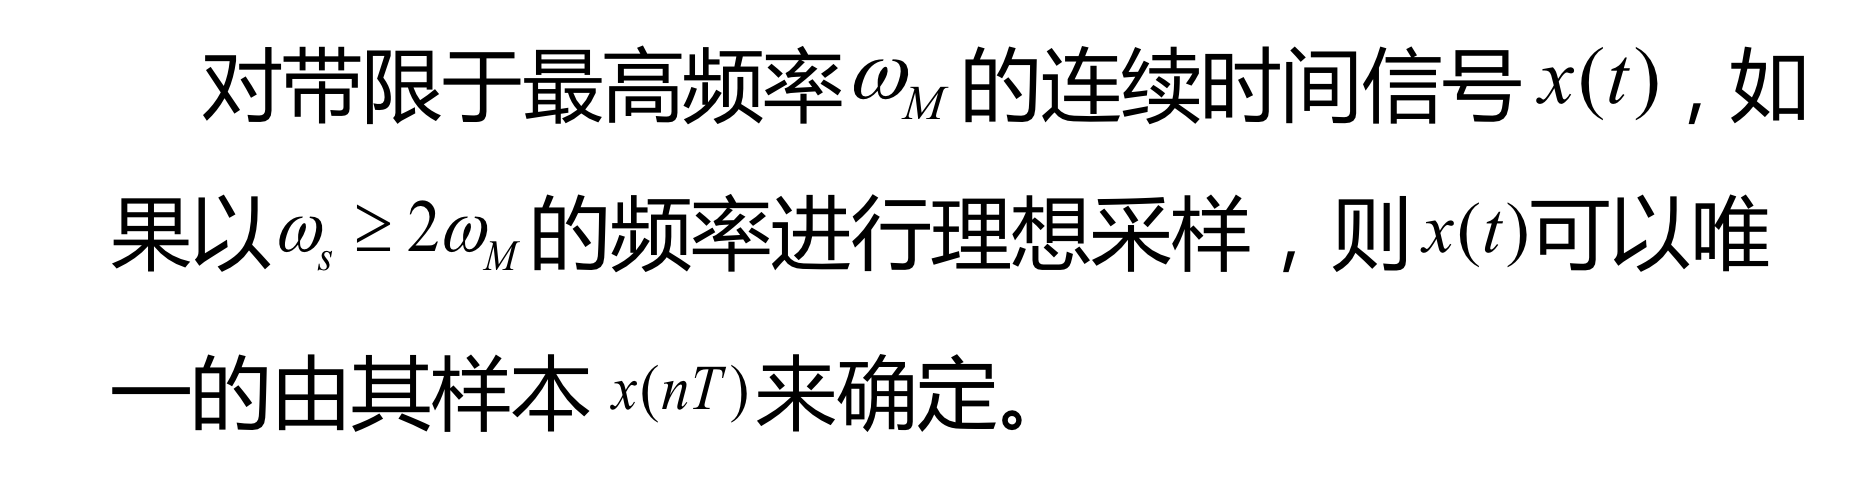 对带限于最高频率ω_M的连续时间信号x(t)，如
果以ω_s ≥ 2ω_M的频率进行理想采样，则x(t)可以唯
一的由其样本 x(nT)来确定。